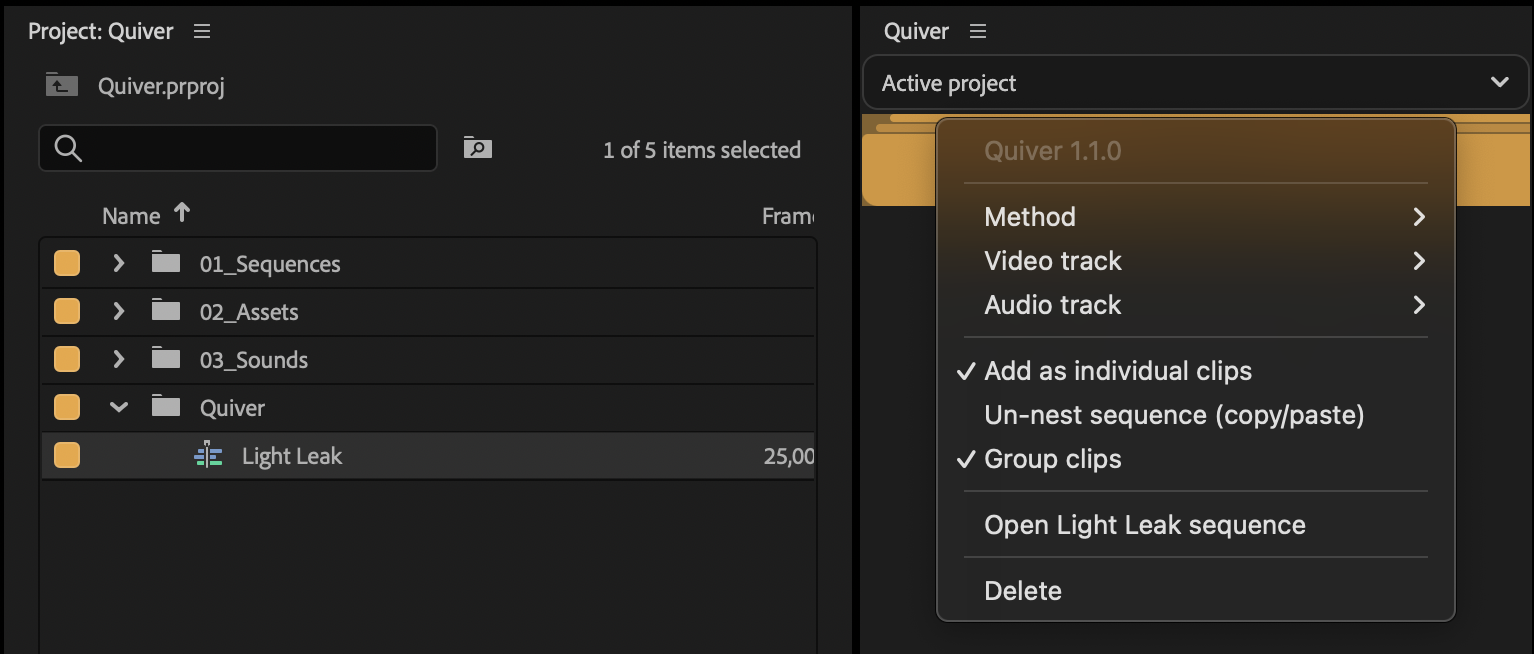 Project: Quiver
Quiver.prproj
1 of 5 items selected
Name
Fram
01_Sequences
02_Assets
03_Sounds
Quiver
Light Leak
25,00
Quiver
Active project
Quiver 1.1.0
Method
Video track
Audio track
Add as individual clips
Un-nest sequence (copy/paste)
Group clips
Open Light Leak sequence
Delete